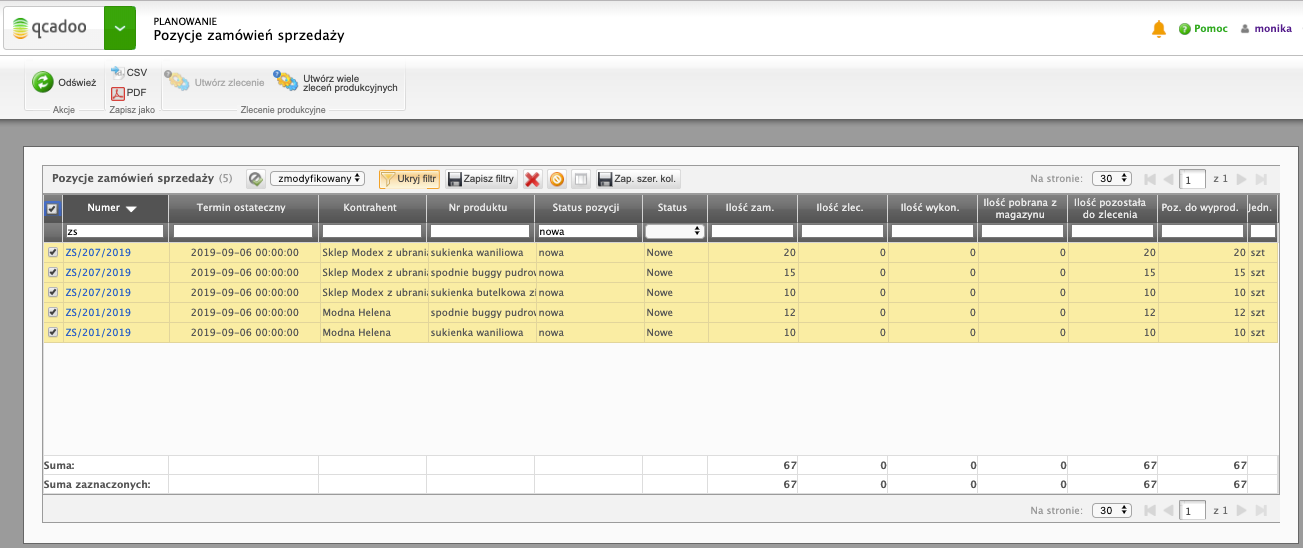 qcadoo
PLANOWANIE
Pozycje zamówień sprzedaży
Pomoc monika
Odśwież
CSV
PDF
Utwórz zlecenie
Utwórz wiele
zleceń produkcyjnych
Akcje Zapisz jako Zlecenie produkcyjne
Pozycje zamówień sprzedaży (5) zmodyfikowany Ukryj filtr Zapisz filtry Zap. szer. kol. Na stronie: 30 1 z 1
Numer Termin ostateczny Kontrahent Nr produktu Status pozycji Status Ilość zam. Ilość zlec. Ilość wykon. Ilość pobrana z magazynu Ilość pozostała do zlecenia Poz. do wyprod. Jedn.
zs nowa
ZS/207/2019 2019-09-06 00:00:00 Sklep Modex z ubrania sukienka waniliowa nowa Nowe 20 0 0 0 20 20 szt
ZS/207/2019 2019-09-06 00:00:00 Sklep Modex z ubrania spodnie buggy pudrow nowa Nowe 15 0 0 0 15 15 szt
ZS/207/2019 2019-09-06 00:00:00 Sklep Modex z ubrania sukienka butelkowa zi nowa Nowe 10 0 0 0 10 10 szt
ZS/201/2019 2019-09-06 00:00:00 Modna Helena spodnie buggy pudrow nowa Nowe 12 0 0 0 12 12 szt
ZS/201/2019 2019-09-06 00:00:00 Modna Helena sukienka waniliowa nowa Nowe 10 0 0 0 10 10 szt
Suma: 67 0 0 0 67 67
Suma zaznaczonych: 67 0 0 0 67 67
Na stronie: 30 1 z 1